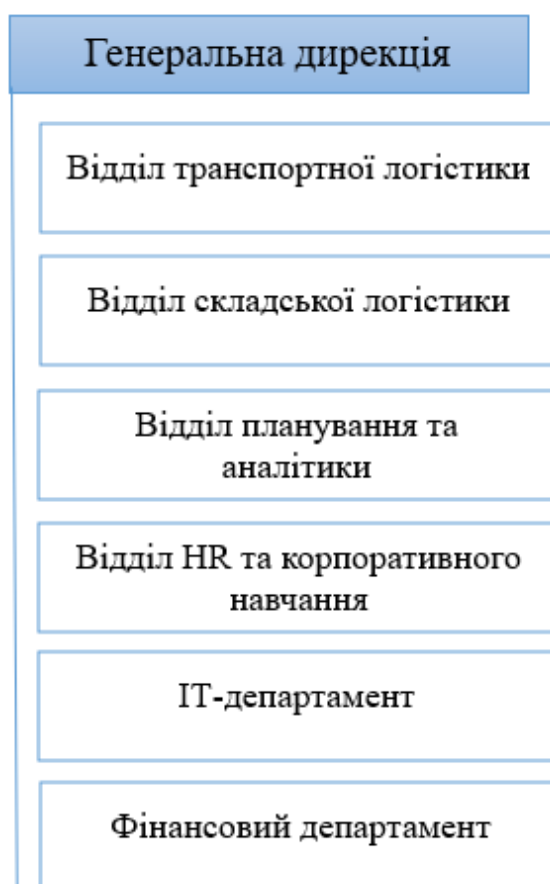 Генеральна дирекція
Відділ транспортної логістики
Відділ складської логістики
Відділ планування та
аналітики
Відділ HR та корпоративного
навчання
ІТ-департамент
Фінансовий департамент